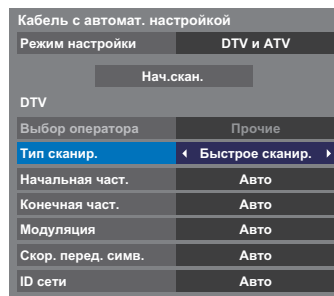 Кабель с автомат. настройкой
Режим настройки DTV и ATV
Нач.скан.
DTV
Выбор оператора Прочие
Тип сканир. Быстрое сканир.
Начальная част. Авто
Конечная част. Авто
Модуляция Авто
Скор. перед. симв. Авто
ID сети Авто